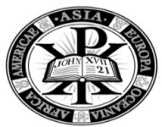 AFRICA • AMERICAE • ASIA • EUROPA • OCEANIA
JOHN XVII
21